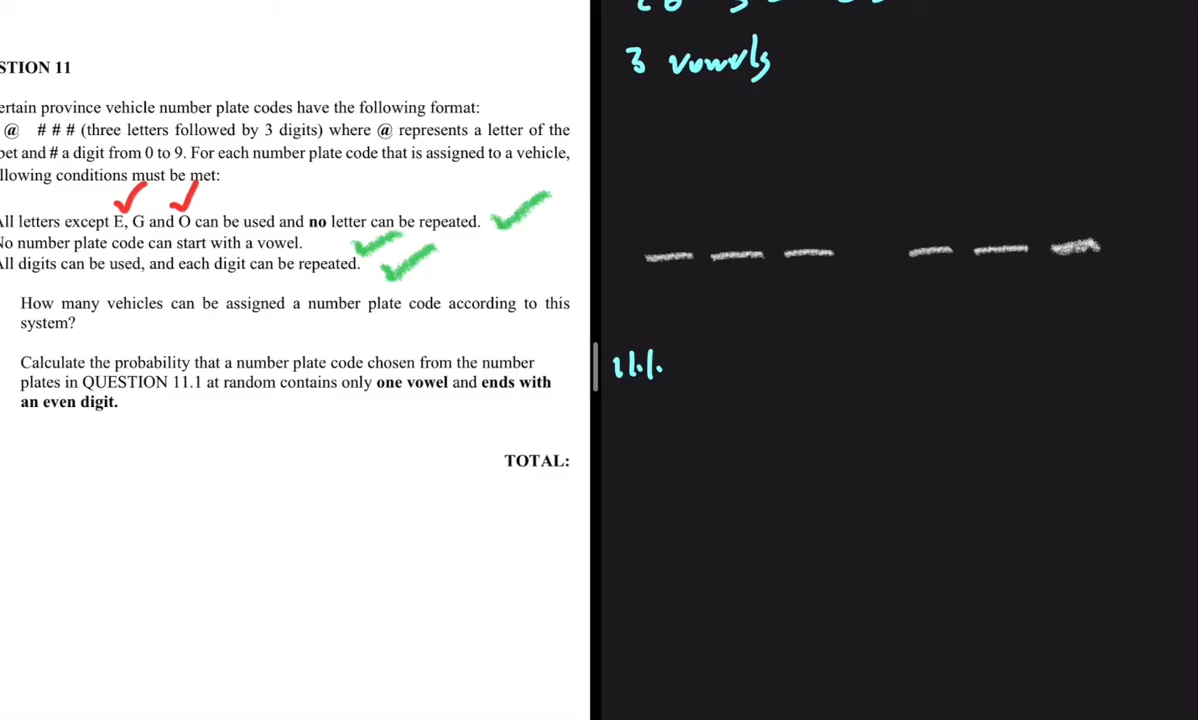 STION 11
ertain province vehicle number plate codes have the following format:
@ # # # (three letters followed by 3 digits) where @ represents a letter of the
bet and # a digit from 0 to 9. For each number plate code that is assigned to a vehicle,
llowing conditions must be met:
All letters except E, G and O can be used and no letter can be repeated.
No number plate code can start with a vowel.
All digits can be used, and each digit can be repeated.
How many vehicles can be assigned a number plate code according to this
system?
Calculate the probability that a number plate code chosen from the number
plates in QUESTION 11.1 at random contains only one vowel and ends with
an even digit.
TOTAL:
3 vowels
11.1.